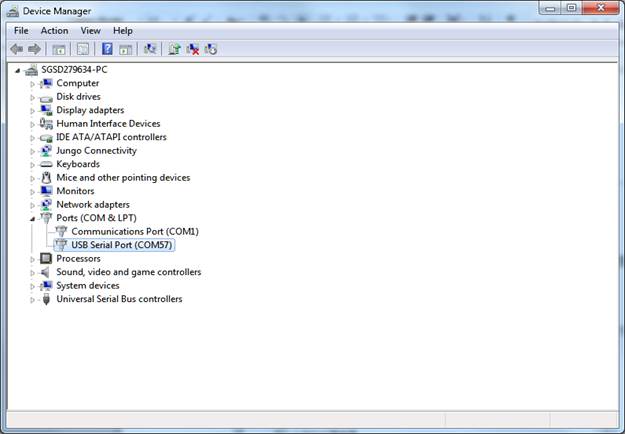 Device Manager
File Action View Help
SGSD279634-PC
Computer
Disk drives
Display adapters
Human Interface Devices
IDE ATA/ATAPI controllers
Jungo Connectivity
Keyboards
Mice and other pointing devices
Monitors
Network adapters
Ports (COM & LPT)
Communications Port (COM1)
USB Serial Port (COM57)
Processors
Sound, video and game controllers
System devices
Universal Serial Bus controllers